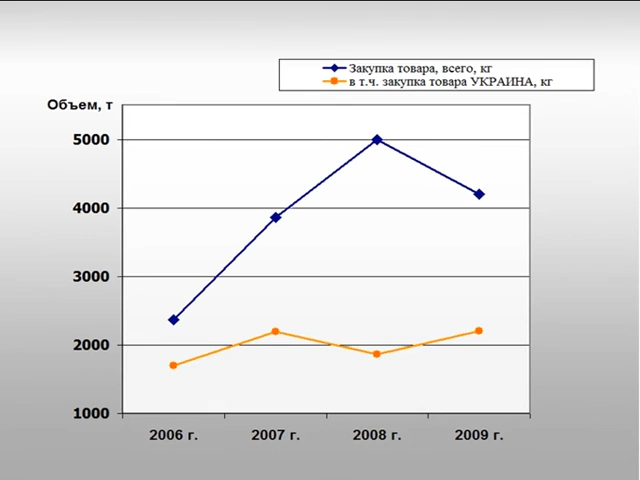 Закупка товара, всего, кг
в т.ч. закупка товара УКРАИНА, кг
Объем, т
5000
4000
3000
2000
1000
2006 г. 2007 г. 2008 г. 2009 г.